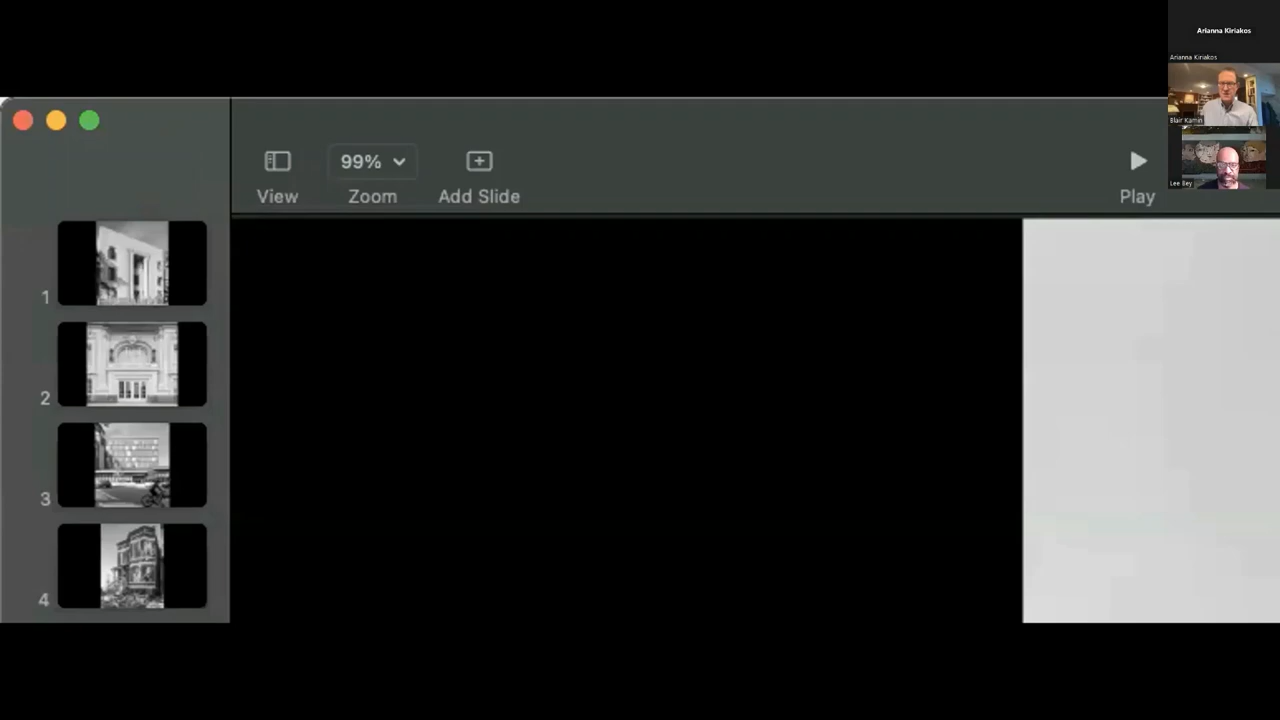 Arianna Kiriakos
Arianna Kiriakos
Blair Kamin
Lee Bey
99%
View
Zoom
Add Slide
Play
1
2
3
4